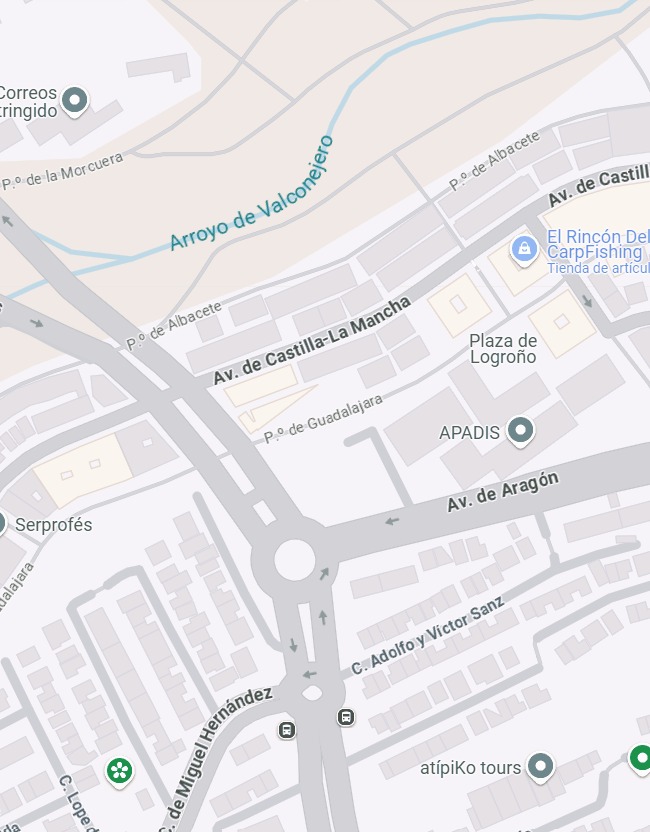 Correos
tringido
P.º de la Morcuera
Arroyo de Valconejero
P.º de Albacete
Av. de Castill
El Rincón Del
CarpFishing
Tienda de artícul
P.º de Albacete
Av. de Castilla-La Mancha
Plaza de
Logroño
P.º de Guadalajara
APADIS
Av. de Aragón
Serprofés
dalajara
C. Adolfo y Víctor Sanz
C. de Miguel Hernández
atípiKo tours
C. Lope d
da